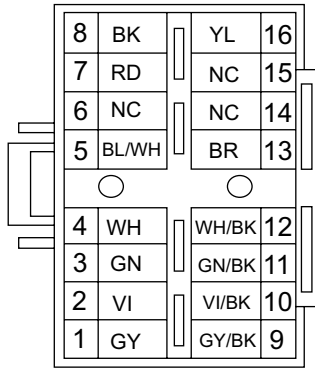 8 BK YL 16
7 RD NC 15
6 NC NC 14
5 BL/WH BR 13
4 WH WH/BK 12
3 GN GN/BK 11
2 VI VI/BK 10
1 GY GY/BK 9